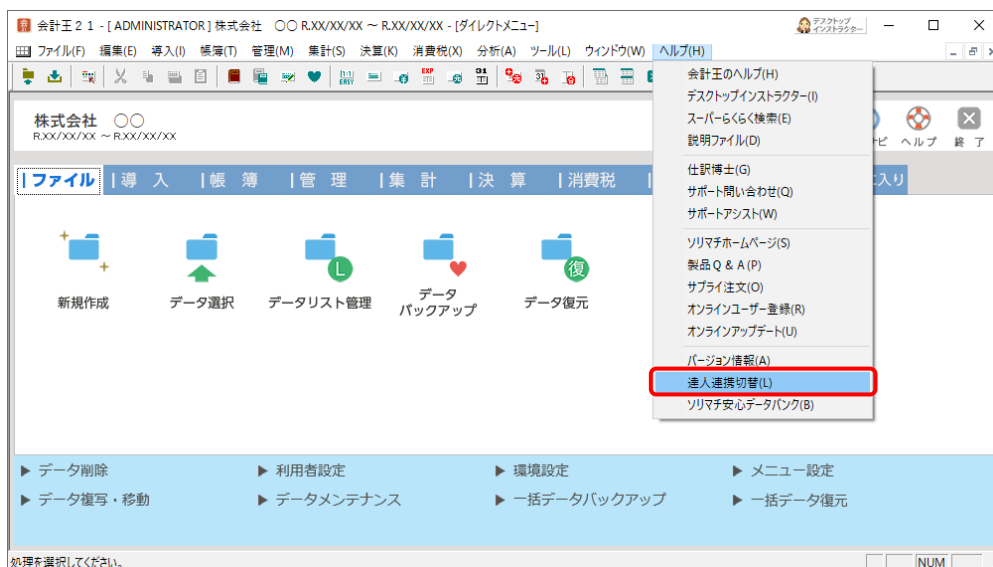 会計王２１ - [ ADMINISTRATOR ] 株式会社　○○ R.XX/XX/XX ～ R.XX/XX/XX - [ダイレクトメニュー]
デスクトップ
インストラクター
ファイル(F) 編集(E) 導入(I) 帳簿(T) 管理(M) 集計(S) 決算(K) 消費税(X) 分析(A) ツール(L) ウィンドウ(W) ヘルプ(H)
株式会社　○○
R.XX/XX/XX ～ R.XX/XX/XX
ナビ ヘルプ 終 了
|ファイル |導 入 |帳 簿 |管 理 |集 計 |決 算 |消費税
入り
会計王のヘルプ(H)
デスクトップインストラクター(I)
スーパーらくらく検索(E)
説明ファイル(D)
仕訳博士(G)
サポート問い合わせ(Q)
サポートアシスト(W)
ソリマチホームページ(S)
製品Ｑ＆Ａ(P)
サプライ注文(O)
オンラインユーザー登録(R)
オンラインアップデート(U)
バージョン情報(A)
達人連携切替(L)
ソリマチ安心データバンク(B)
L
復
新規作成
データ選択
データリスト管理
データ
バックアップ
データ復元
▶ データ削除
▶ 利用者設定
▶ 環境設定
▶ メニュー設定
▶ データ複写・移動
▶ データメンテナンス
▶ 一括データバックアップ
▶ 一括データ復元
処理を選択してください。
NUM